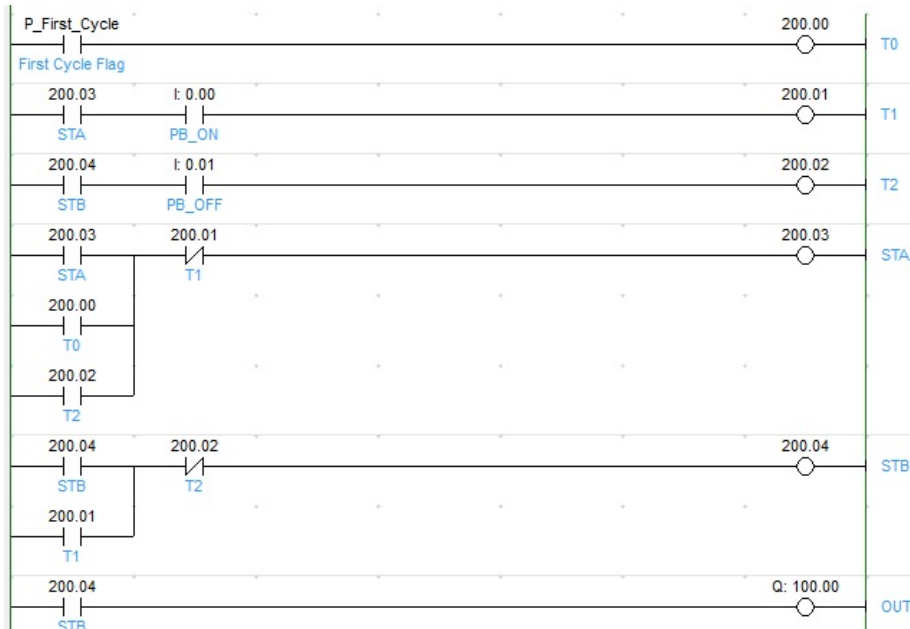 P_First_Cycle 200.00
T0
First Cycle Flag
200.03 I: 0.00 200.01
T1
STA PB_ON
200.04 I: 0.01 200.02
T2
STB PB_OFF
200.03 200.01 200.03
STA
STA T1
200.00
T0
200.02
T2
200.04 200.02 200.04
STB
STB T2
200.01
T1
200.04 Q: 100.00
OUT
STB